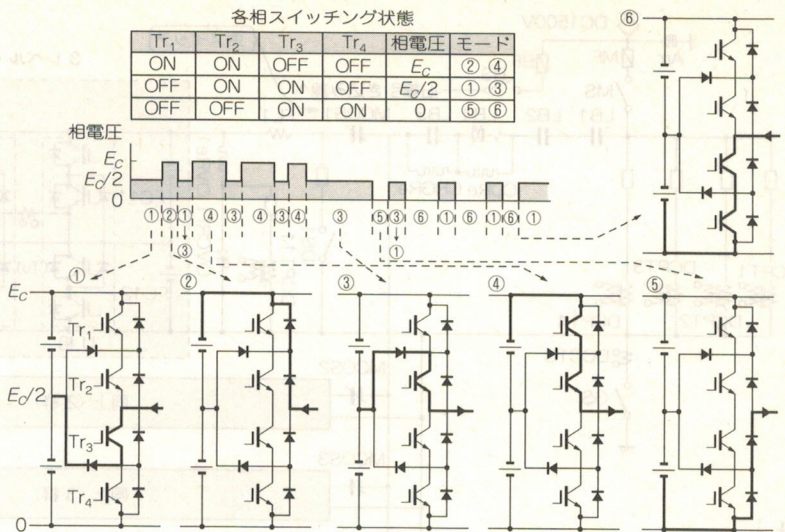 各相スイッチング状態
Tr1 Tr2 Tr3 Tr4 相電圧 モード
ON ON OFF OFF EC ② ④
OFF ON ON OFF EC/2 ① ③
OFF OFF ON ON 0 ⑤ ⑥
相電圧
EC
EC/2
0
① ② ① ④ ③ ④ ③ ④ ③ ⑤ ③ ⑥ ① ⑥ ① ⑥ ①
③ ①
⑥
① ② ③ ④ ⑤
EC
Tr1
Tr2
EC/2
Tr3
Tr4
0